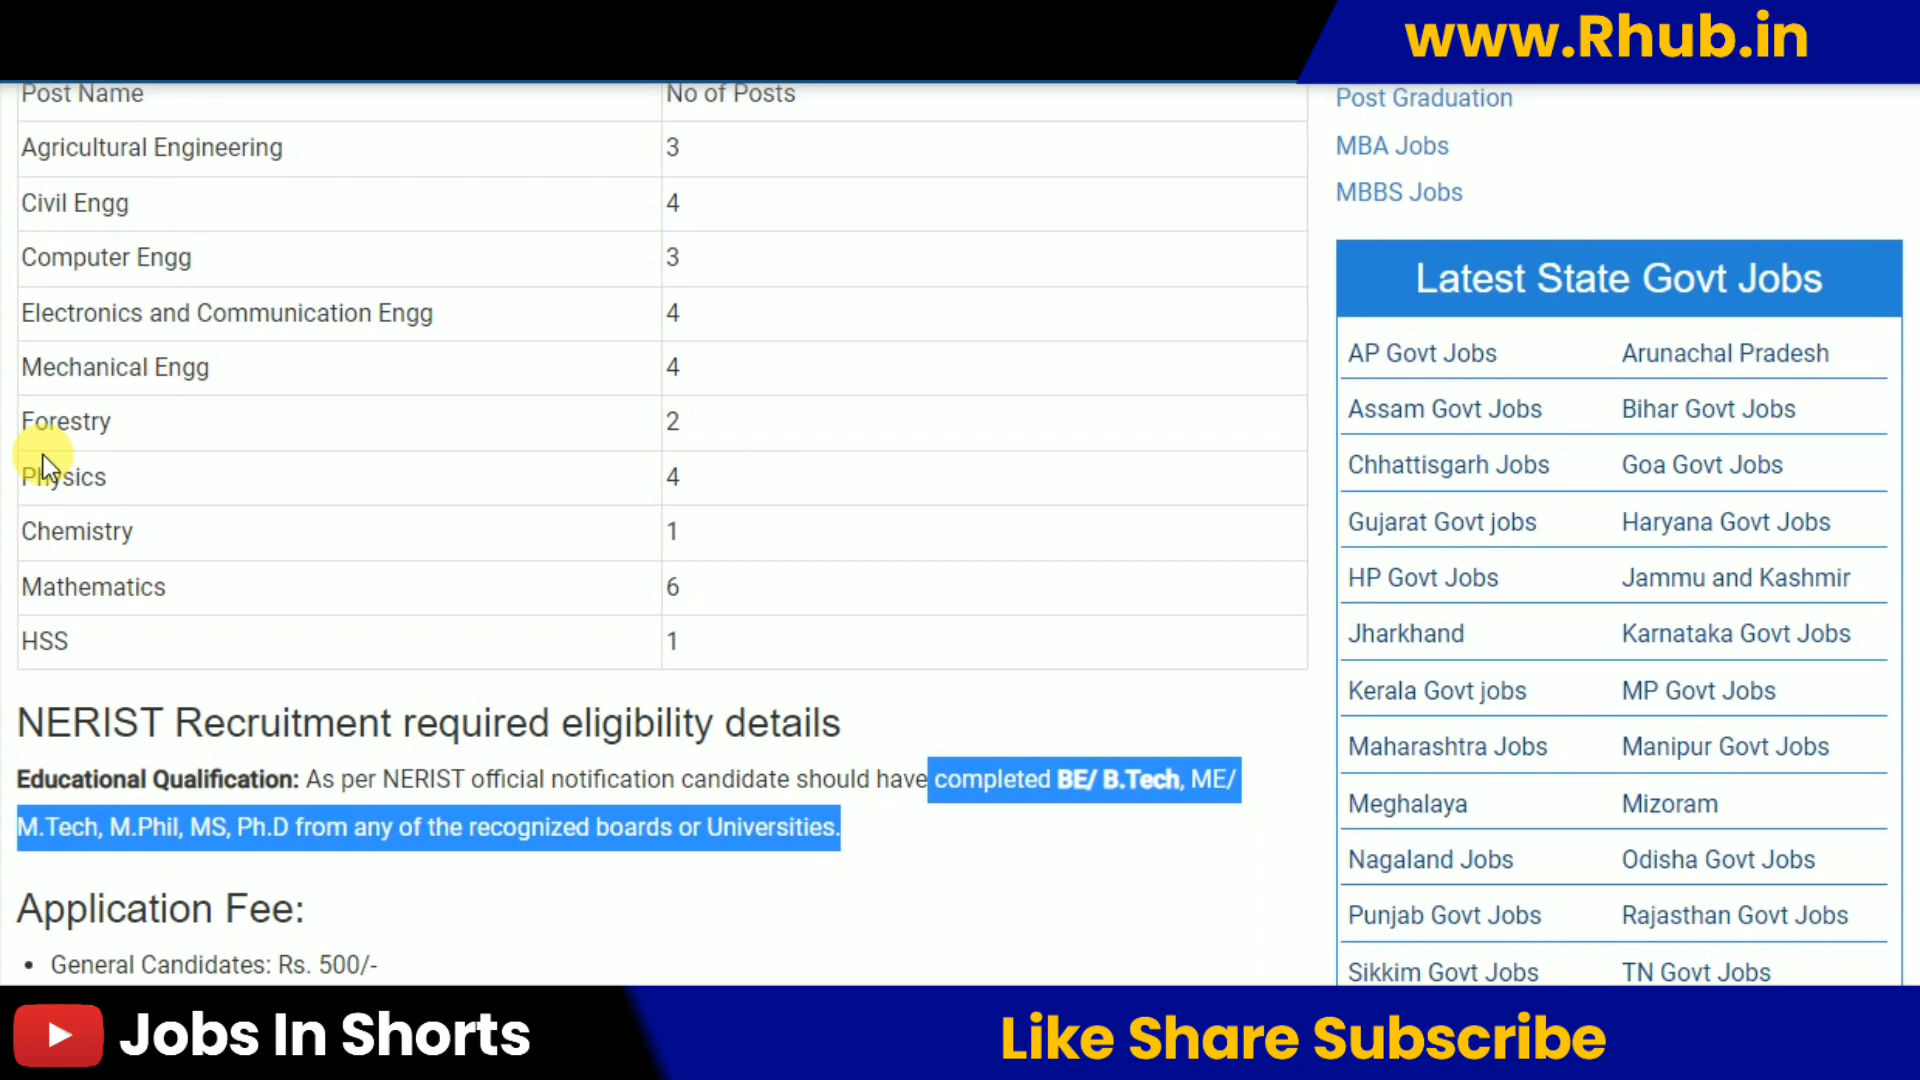 www.Rhub.in
Post Name No of Posts
Agricultural Engineering 3
Civil Engg 4
Computer Engg 3
Electronics and Communication Engg 4
Mechanical Engg 4
Forestry 2
Physics 4
Chemistry 1
Mathematics 6
HSS 1
NERIST Recruitment required eligibility details
Educational Qualification: As per NERIST official notification candidate should have completed BE/ B.Tech, ME/
M.Tech, M.Phil, MS, Ph.D from any of the recognized boards or Universities.
Application Fee:
• General Candidates: Rs. 500/-
Post Graduation
MBA Jobs
MBBS Jobs
Latest State Govt Jobs
AP Govt Jobs Arunachal Pradesh
Assam Govt Jobs Bihar Govt Jobs
Chhattisgarh Jobs Goa Govt Jobs
Gujarat Govt jobs Haryana Govt Jobs
HP Govt Jobs Jammu and Kashmir
Jharkhand Karnataka Govt Jobs
Kerala Govt jobs MP Govt Jobs
Maharashtra Jobs Manipur Govt Jobs
Meghalaya Mizoram
Nagaland Jobs Odisha Govt Jobs
Punjab Govt Jobs Rajasthan Govt Jobs
Sikkim Govt Jobs TN Govt Jobs
Jobs In Shorts
Like Share Subscribe